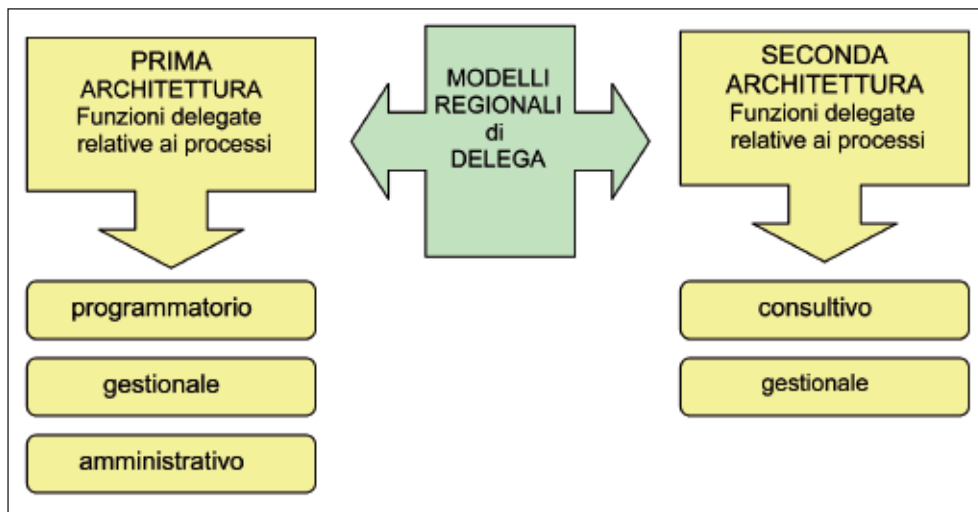 PRIMA
ARCHITETTURA
Funzioni delegate
relative ai processi
programmatorio
gestionale
amministrativo
MODELLI
REGIONALI
di
DELEGA
SECONDA
ARCHITETTURA
Funzioni delegate
relative ai processi
consultivo
gestionale